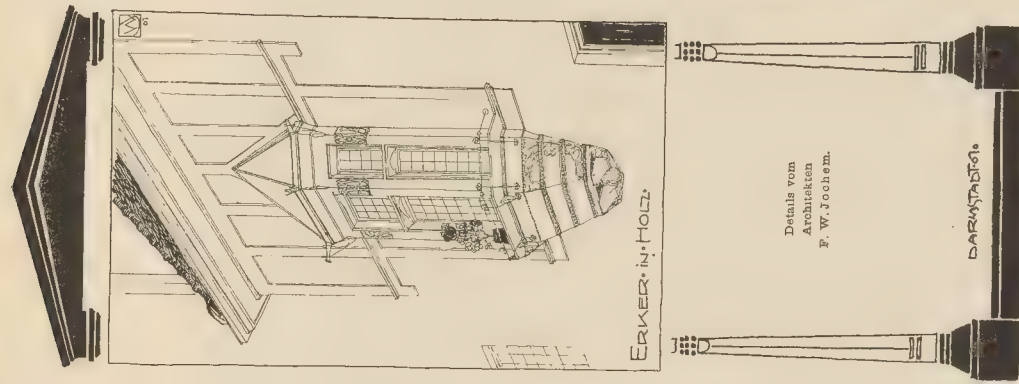 ERKER·IN·HOLZ·
Details vom
Architekten
F. W. Jochem.
DARMSTADT·01·